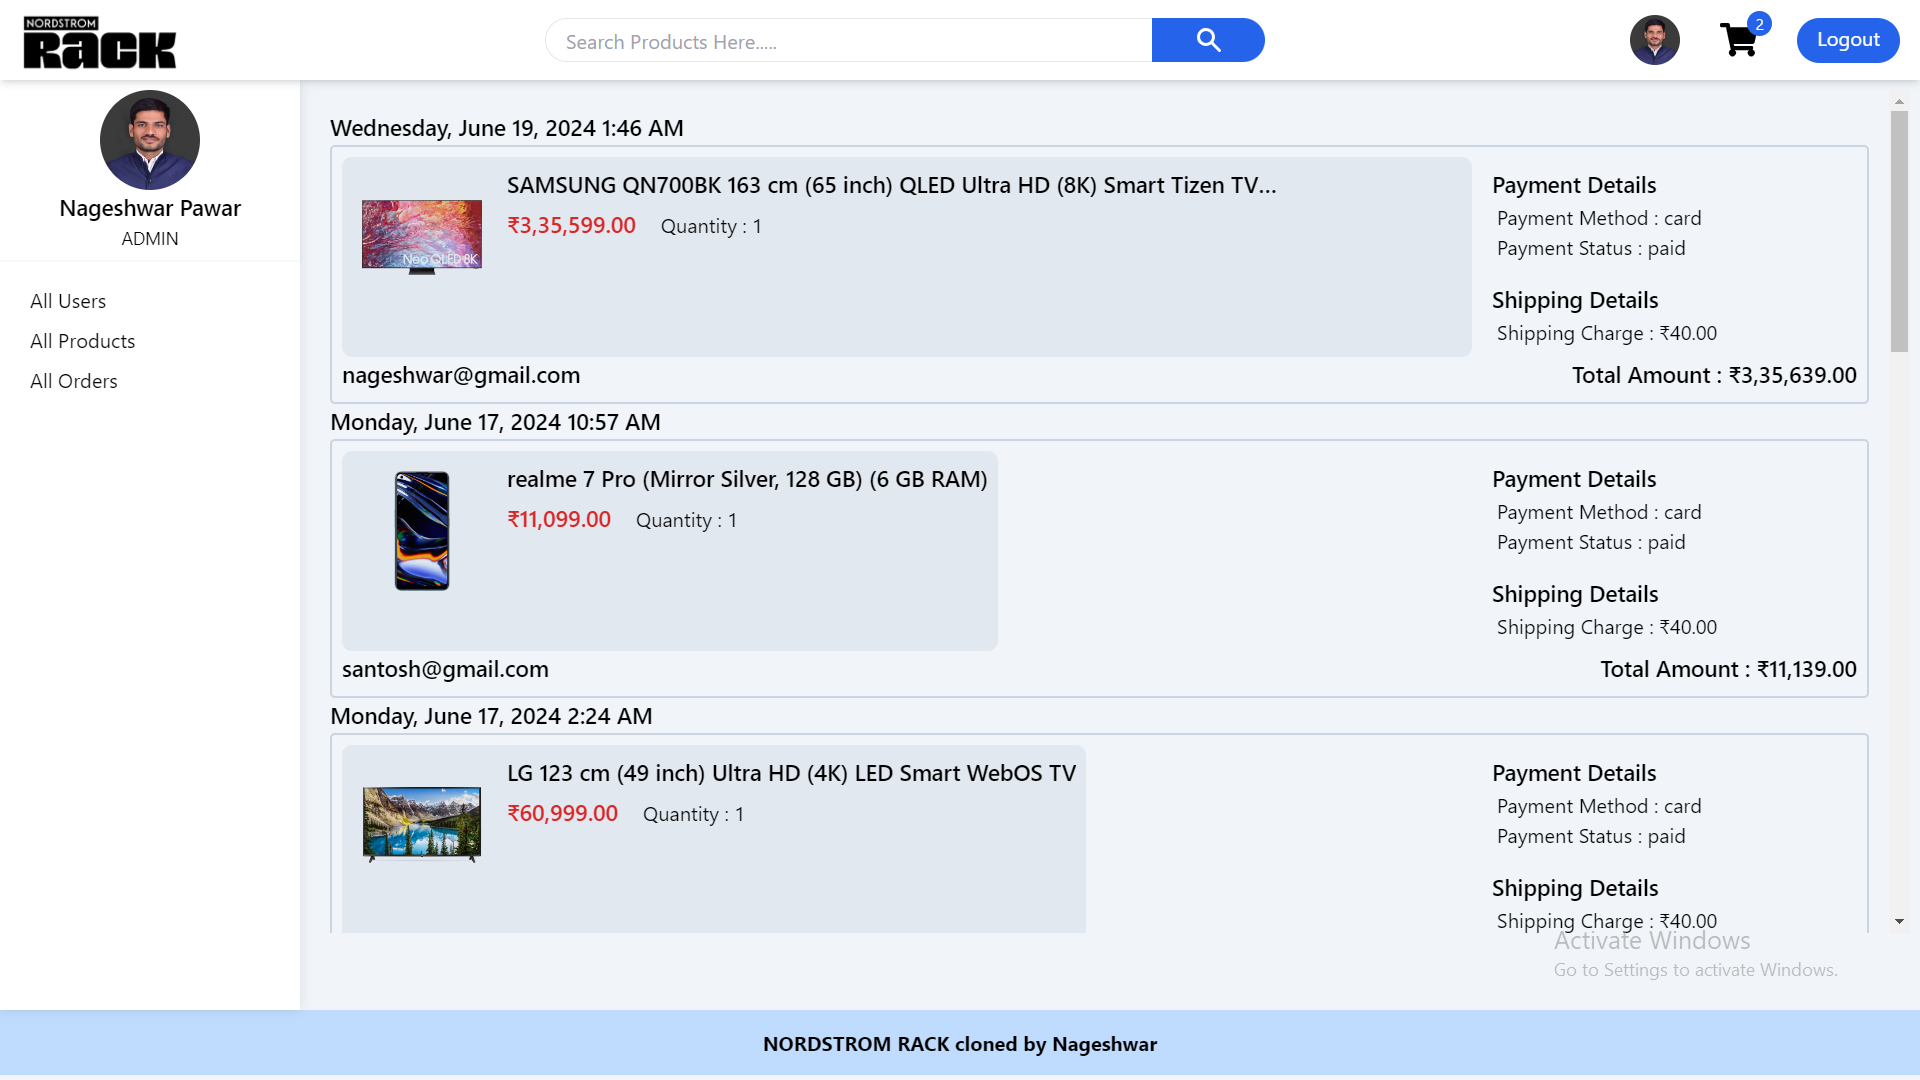 NORDSTROM
Rack
Search Products Here.....
2
Logout
Nageshwar Pawar
ADMIN
All Users
All Products
All Orders
Wednesday, June 19, 2024 1:46 AM
Neo QLED 8K
SAMSUNG QN700BK 163 cm (65 inch) QLED Ultra HD (8K) Smart Tizen TV...
₹3,35,599.00 Quantity : 1
Payment Details
Payment Method : card
Payment Status : paid
Shipping Details
Shipping Charge : ₹40.00
nageshwar@gmail.com
Total Amount : ₹3,35,639.00
Monday, June 17, 2024 10:57 AM
realme 7 Pro (Mirror Silver, 128 GB) (6 GB RAM)
₹11,099.00 Quantity : 1
Payment Details
Payment Method : card
Payment Status : paid
Shipping Details
Shipping Charge : ₹40.00
santosh@gmail.com
Total Amount : ₹11,139.00
Monday, June 17, 2024 2:24 AM
LG 123 cm (49 inch) Ultra HD (4K) LED Smart WebOS TV
₹60,999.00 Quantity : 1
Payment Details
Payment Method : card
Payment Status : paid
Shipping Details
Shipping Charge : ₹40.00
Activate Windows
Go to Settings to activate Windows.
NORDSTROM RACK cloned by Nageshwar